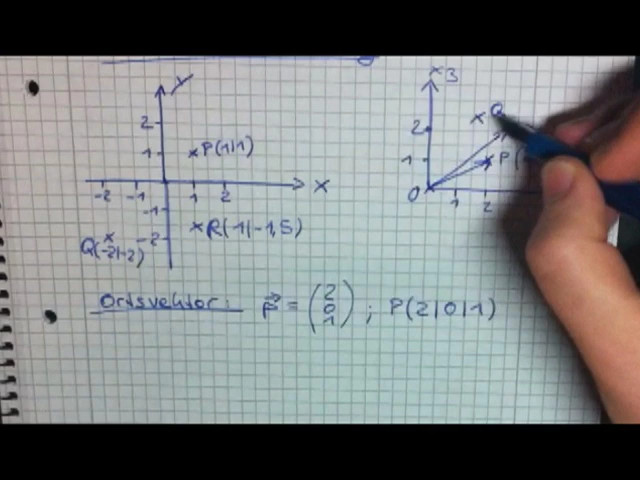 y
x3
2
Q
2
1
P(1|1)
1
P(
-2 -1 1 2
x
0
1 2
-1
R(-1|-1,5)
-2
Q(-2|-2)
Ortsvektor: p = (2 0 1) ; P(2|0|1)